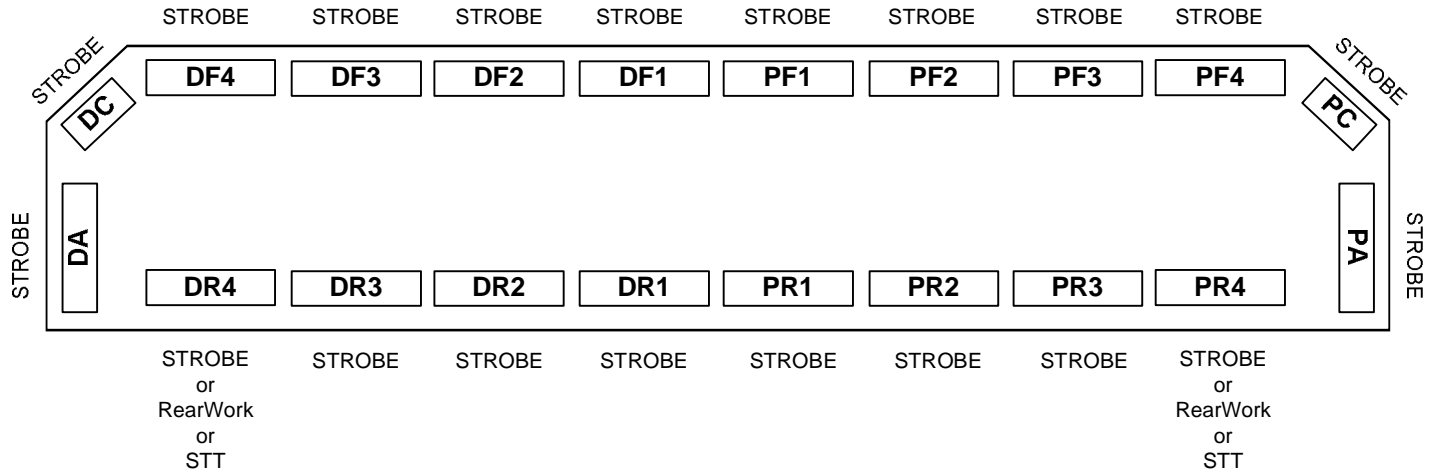 STROBE STROBE STROBE STROBE STROBE STROBE STROBE STROBE
STROBE STROBE
DF4 DF3 DF2 DF1 PF1 PF2 PF3 PF4
DC PC
STROBE DA PA STROBE
DR4 DR3 DR2 DR1 PR1 PR2 PR3 PR4
STROBE STROBE STROBE STROBE STROBE STROBE STROBE STROBE
or or
RearWork RearWork
or or
STT STT